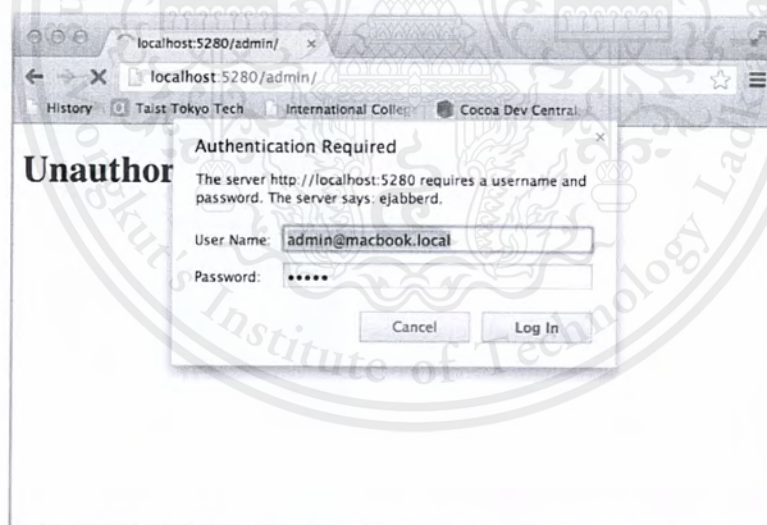 localhost:5280/admin/
localhost:5280/admin/
History Taist Tokyo Tech International Colleg Cocoa Dev Central:
Unauthor
Authentication Required
The server http://localhost:5280 requires a username and
password. The server says: ejabberd.
User Name: admin@macbook.local
Password: •••••
Cancel Log In
Institute of Technology